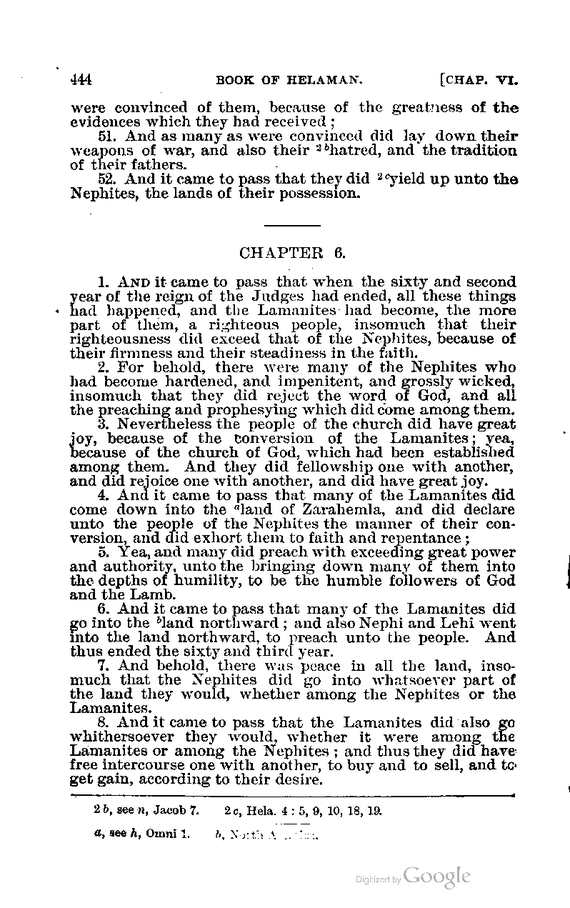 444 BOOK OF HELAMAN. [CHAP. VI.
were convinced of them, because of the greatness of the
evidences which they had received ;
51. And as many as were convinced did lay down their
weapons of war, and also their 2bhatred, and the tradition
of their fathers.
52. And it came to pass that they did 2cyield up unto the
Nephites, the lands of their possession.
CHAPTER 6.
1. AND it came to pass that when the sixty and second
year of the reign of the Judges had ended, all these things
had happened, and the Lamanites had become, the more
part of them, a righteous people, insomuch that their
righteousness did exceed that of the Nephites, because of
their firmness and their steadiness in the faith.
2. For behold, there were many of the Nephites who
had become hardened, and impenitent, and grossly wicked,
insomuch that they did reject the word of God, and all
the preaching and prophesying which did come among them.
3. Nevertheless the people of the church did have great
joy, because of the conversion of the Lamanites; yea,
because of the church of God, which had been established
among them. And they did fellowship one with another,
and did rejoice one with another, and did have great joy.
4. And it came to pass that many of the Lamanites did
come down into the aland of Zarahemla, and did declare
unto the people of the Nephites the manner of their con-
version, and did exhort them to faith and repentance ;
5. Yea, and many did preach with exceeding great power
and authority, unto the bringing down many of them into
the depths of humility, to be the humble followers of God
and the Lamb.
6. And it came to pass that many of the Lamanites did
go into the bland northward ; and also Nephi and Lehi went
into the land northward, to preach unto the people. And
thus ended the sixty and third year.
7. And behold, there was peace in all the land, inso-
much that the Nephites did go into whatsoever part of
the land they would, whether among the Nephites or the
Lamanites.
8. And it came to pass that the Lamanites did also go
whithersoever they would, whether it were among the
Lamanites or among the Nephites ; and thus they did have
free intercourse one with another, to buy and to sell, and to
get gain, according to their desire.
2 b, see n, Jacob 7. 2 c, Hela. 4 : 5, 9, 10, 18, 19.
a, see h, Omni 1. b, North
Digitized by Google